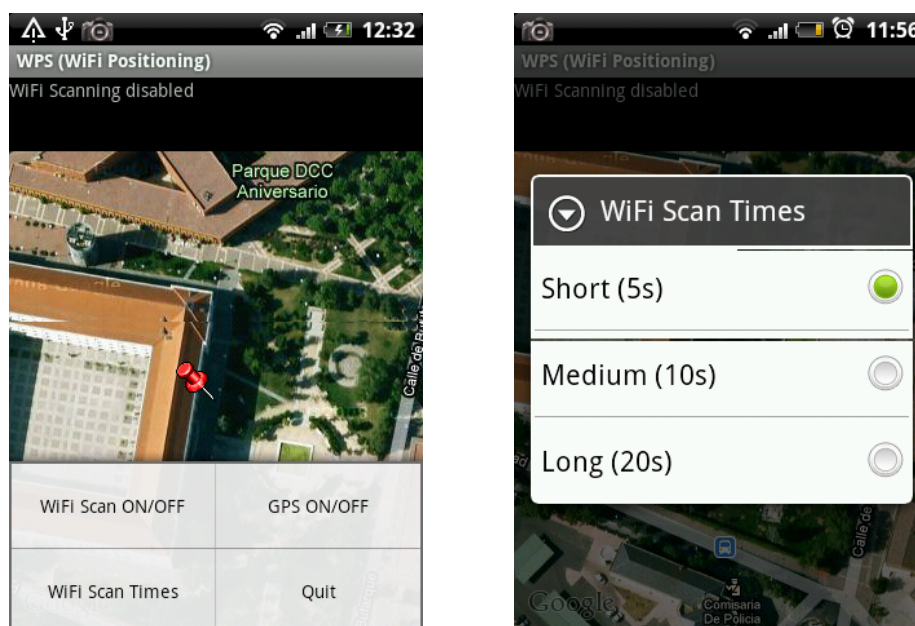 12:32
WPS (WiFi Positioning)
WiFi Scanning disabled
Parque DCC
Aniversario
WiFi Scan ON/OFF
GPS ON/OFF
WiFi Scan Times
Quit
11:56
WPS (WiFi Positioning)
WiFi Scanning disabled
WiFi Scan Times
Short (5s)
Medium (10s)
Long (20s)
Calle de
Google
Comisaria
De Policia